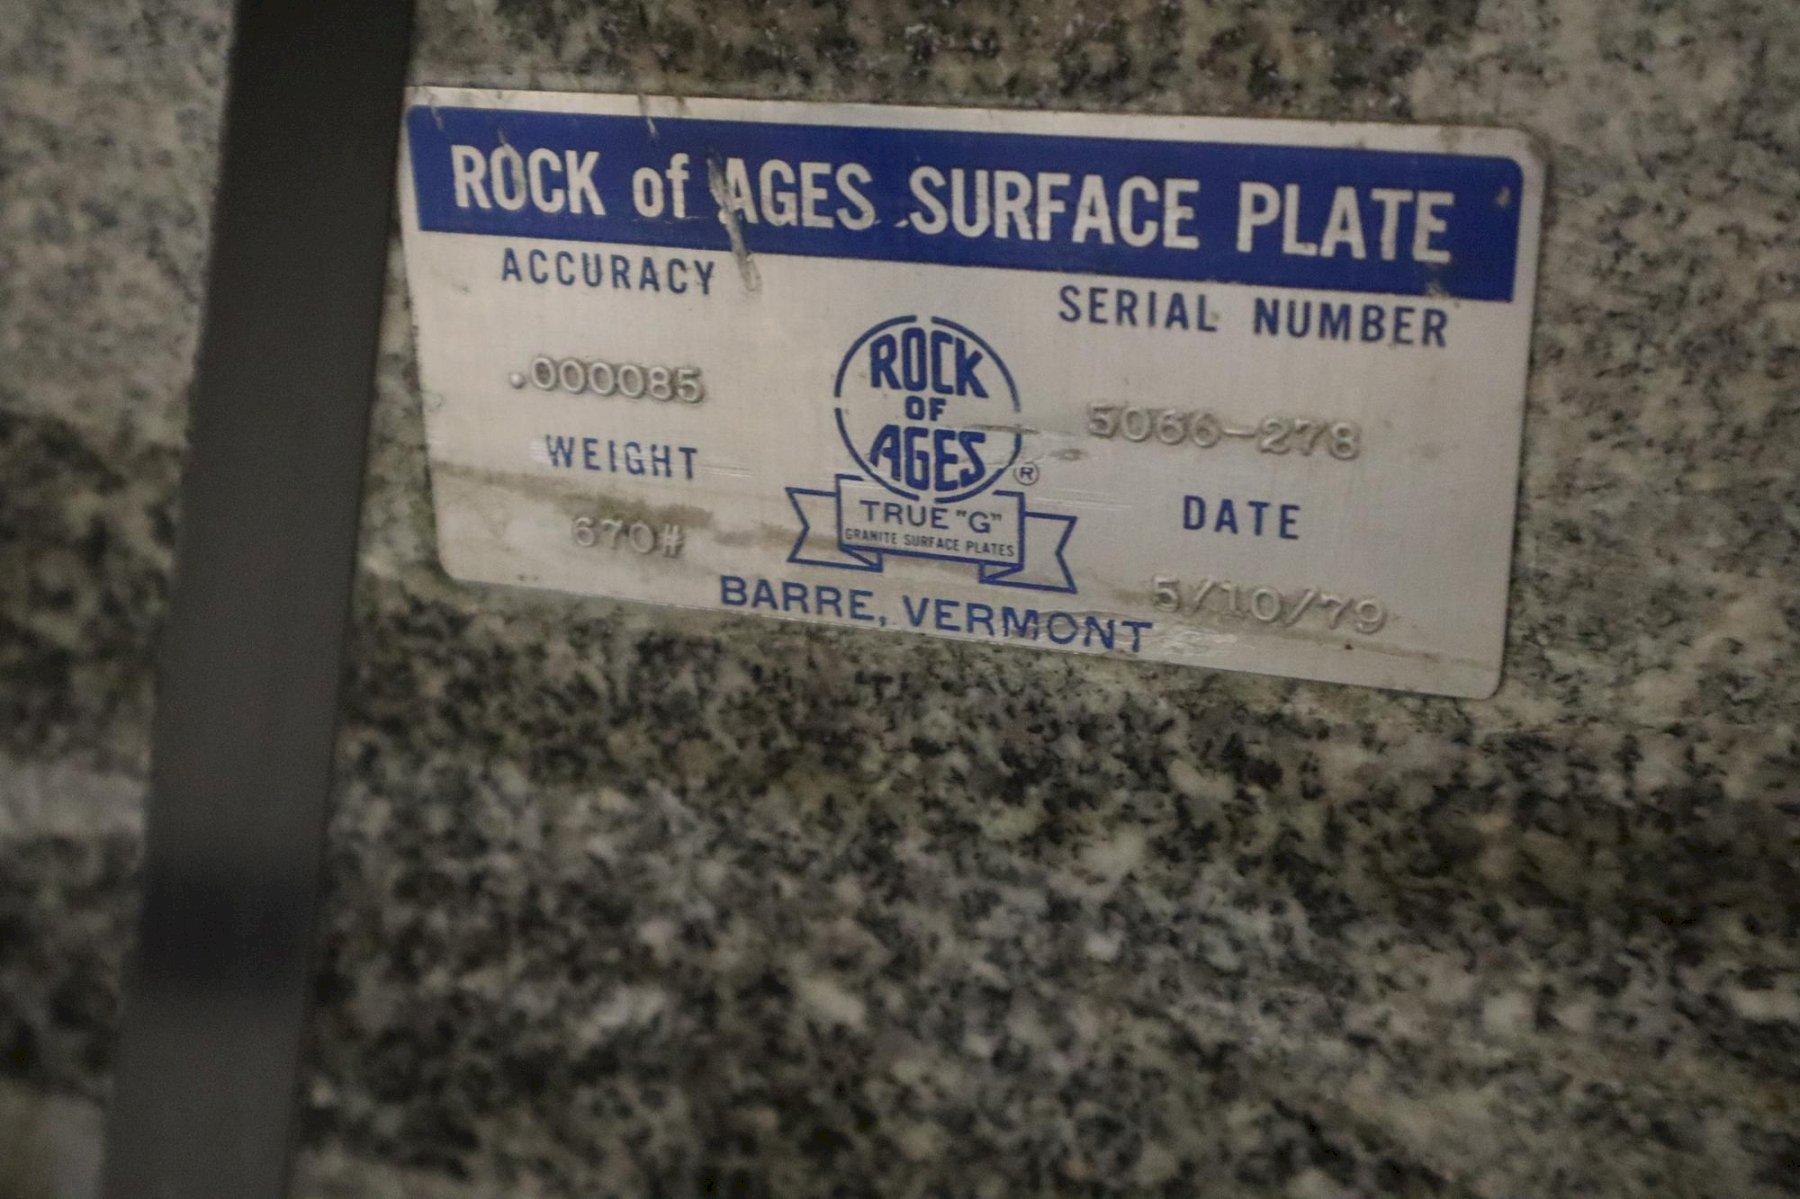 ROCK of AGES SURFACE PLATE
ACCURACY
.000085
WEIGHT
670#
ROCK
OF
AGES
®
TRUE "G"
GRANITE SURFACE PLATES
BARRE, VERMONT
SERIAL NUMBER
5066-278
DATE
5/10/79